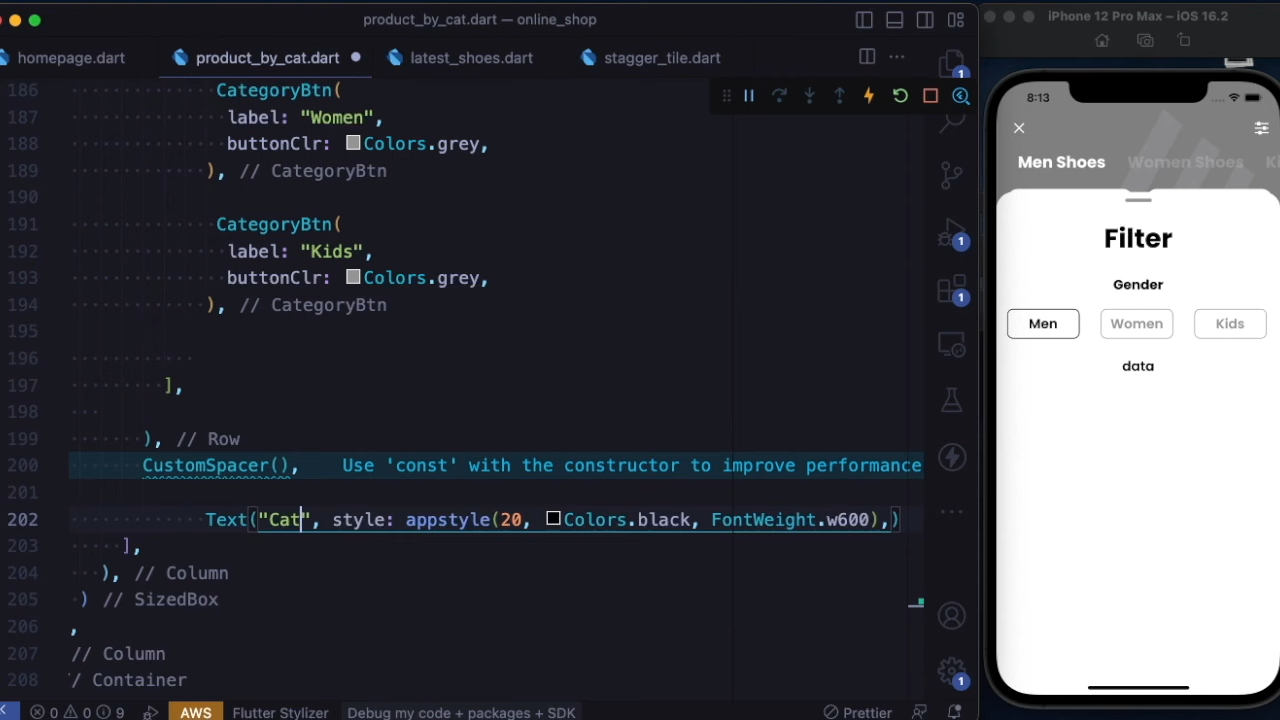 product_by_cat.dart — online_shop
homepage.dart
product_by_cat.dart
latest_shoes.dart
stagger_tile.dart
186 CategoryBtn(
187 label: "Women",
188 buttonClr: Colors.grey,
189 ), // CategoryBtn
190
191 CategoryBtn(
192 label: "Kids",
193 buttonClr: Colors.grey,
194 ), // CategoryBtn
195
196
197 ],
198
199 ), // Row
200 CustomSpacer(), Use 'const' with the constructor to improve performance
201
202 Text("Cat", style: appstyle(20, Colors.black, FontWeight.w600),)
203 ],
204 ), // Column
205 ) // SizedBox
206 ,
207 // Column
208 / Container
0 0 9 AWS Flutter Stylizer Debug my code + packages + SDK Prettier
1
1
1
1
iPhone 12 Pro Max – iOS 16.2
8:13
Men Shoes Women Shoes
Filter
Gender
Men Women Kids
data